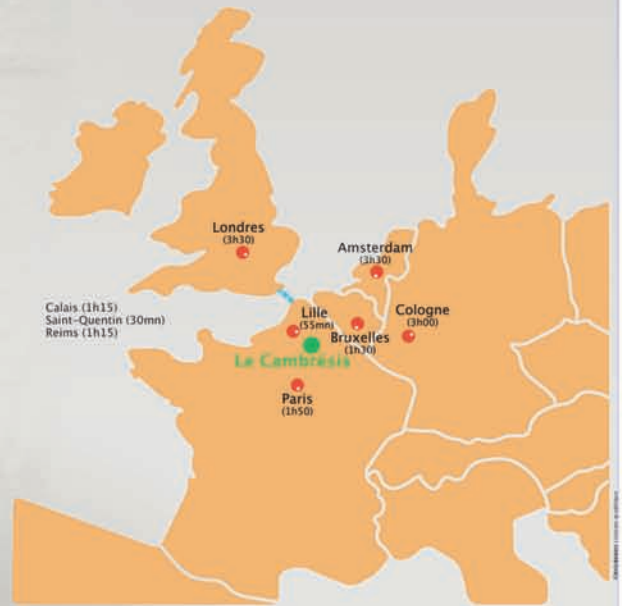 Londres
(3h30)
Amsterdam
(3h30)
Calais (1h15)
Saint-Quentin (30mn)
Reims (1h15)
Lille
(55mn)
Bruxelles
(1h30)
Cologne
(3h00)
Le Cambrésis
Paris
(1h50)